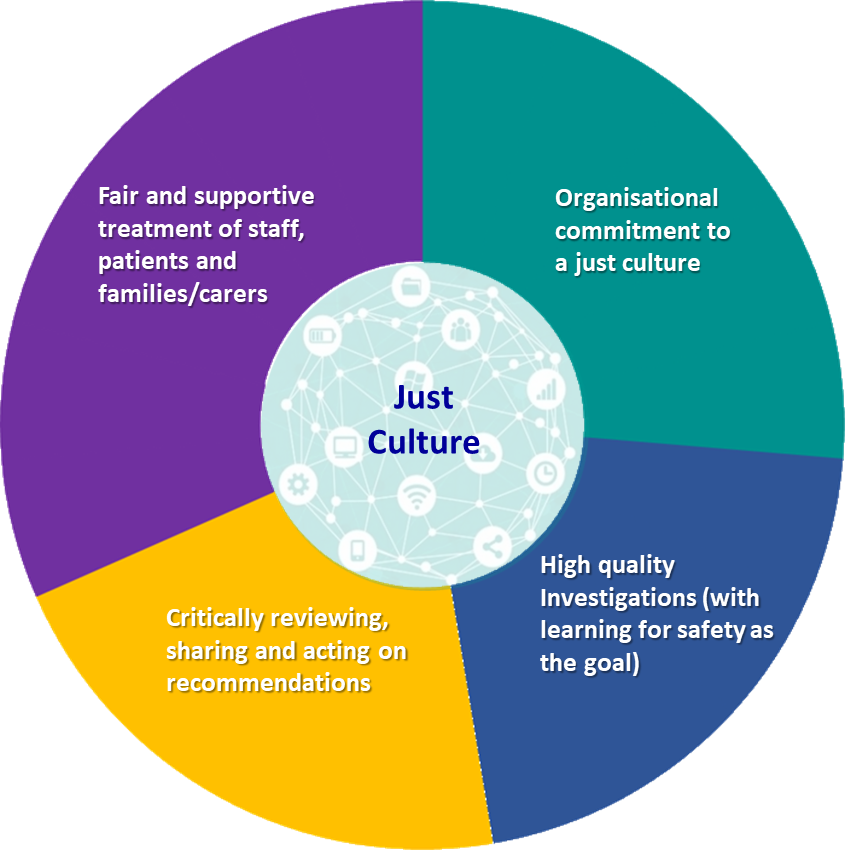 Fair and supportive
treatment of staff,
patients and
families/carers
Organisational
commitment to
a just culture
Just
Culture
High quality
Investigations (with
learning for safety as
the goal)
Critically reviewing,
sharing and acting on
recommendations